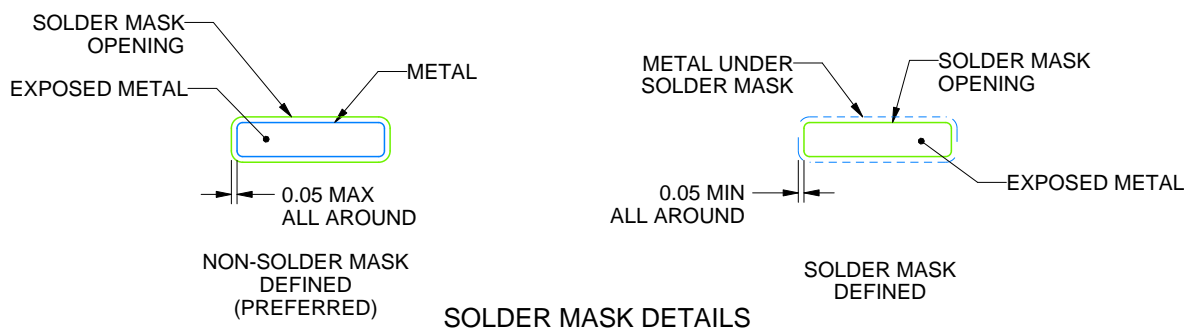 SOLDER MASK
OPENING
EXPOSED METAL
METAL
0.05 MAX
ALL AROUND
NON-SOLDER MASK
DEFINED
(PREFERRED)
METAL UNDER
SOLDER MASK
SOLDER MASK
OPENING
EXPOSED METAL
0.05 MIN
ALL AROUND
SOLDER MASK
DEFINED
SOLDER MASK DETAILS